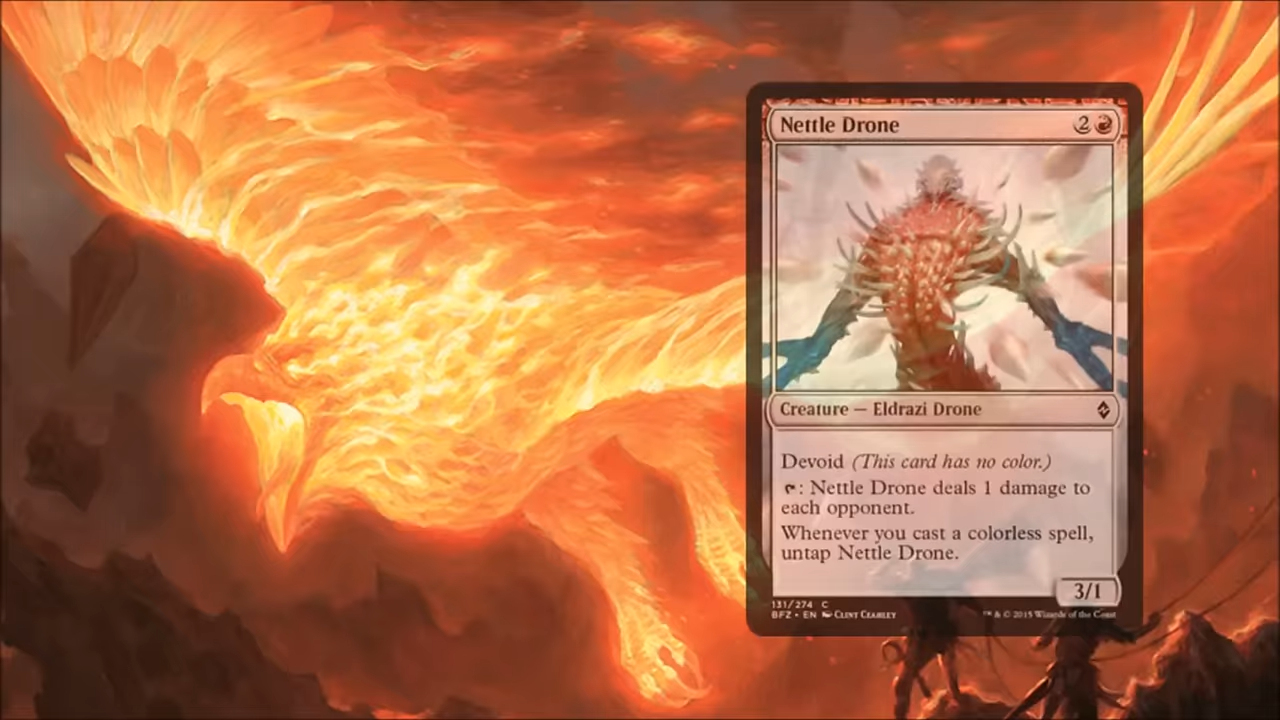 Nettle Drone 2
Creature — Eldrazi Drone
Devoid (This card has no color.)
: Nettle Drone deals 1 damage to
each opponent.
Whenever you cast a colorless spell,
untap Nettle Drone.
3/1
131/274 C
BFZ • EN Clint Cearley
™ & © 2015 Wizards of the Coast